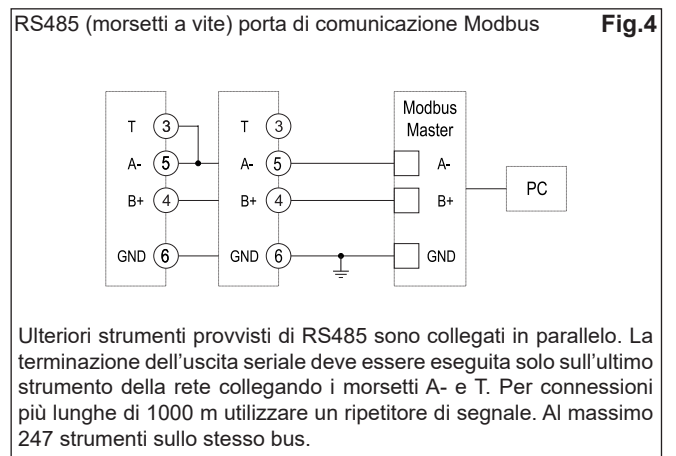 RS485 (morsetti a vite) porta di comunicazione Modbus Fig.4
Modbus
Master
T 3 T 3
A- 5 A- 5 A-
B+ 4 B+ 4 B+
PC
GND 6 GND 6 GND
Ulteriori strumenti provvisti di RS485 sono collegati in parallelo. La
terminazione dell'uscita seriale deve essere eseguita solo sull'ultimo
strumento della rete collegando i morsetti A- e T. Per connessioni
più lunghe di 1000 m utilizzare un ripetitore di segnale. Al massimo
247 strumenti sullo stesso bus.